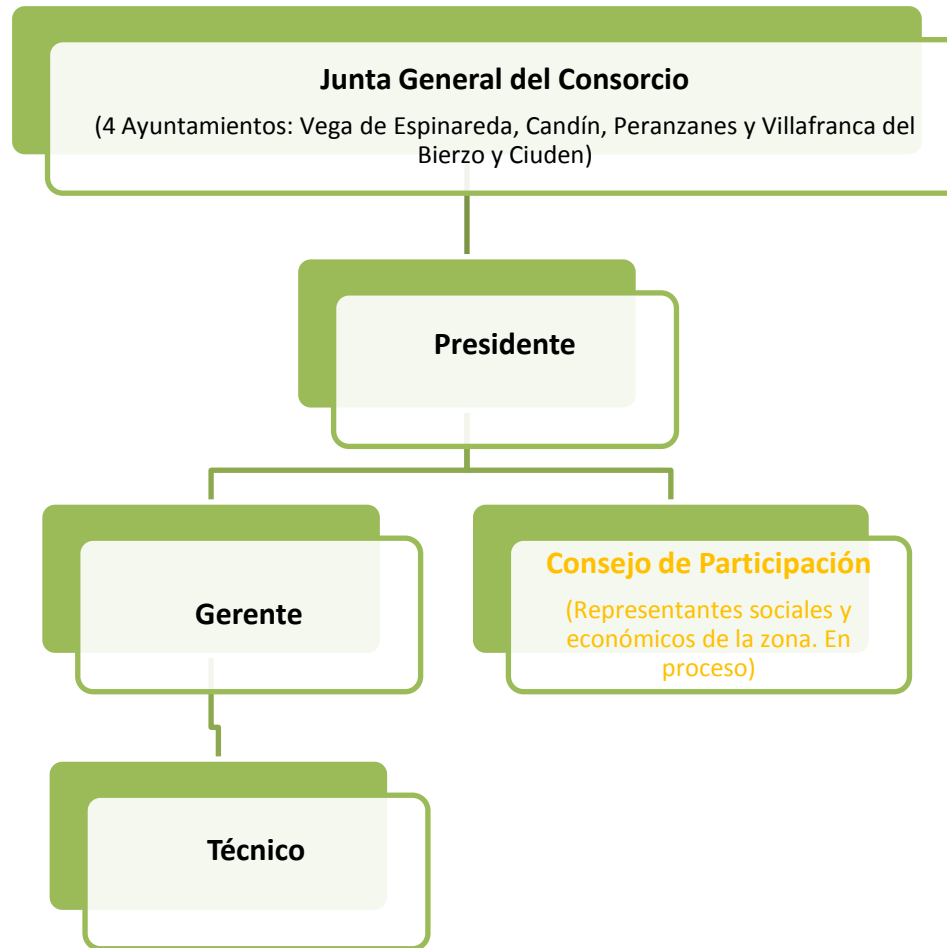 Junta General del Consorcio
(4 Ayuntamientos: Vega de Espinareda, Candín, Peranzanes y Villafranca del
Bierzo y Ciuden)
Presidente
Gerente
Consejo de Participación
(Representantes sociales y
económicos de la zona. En
proceso)
Técnico